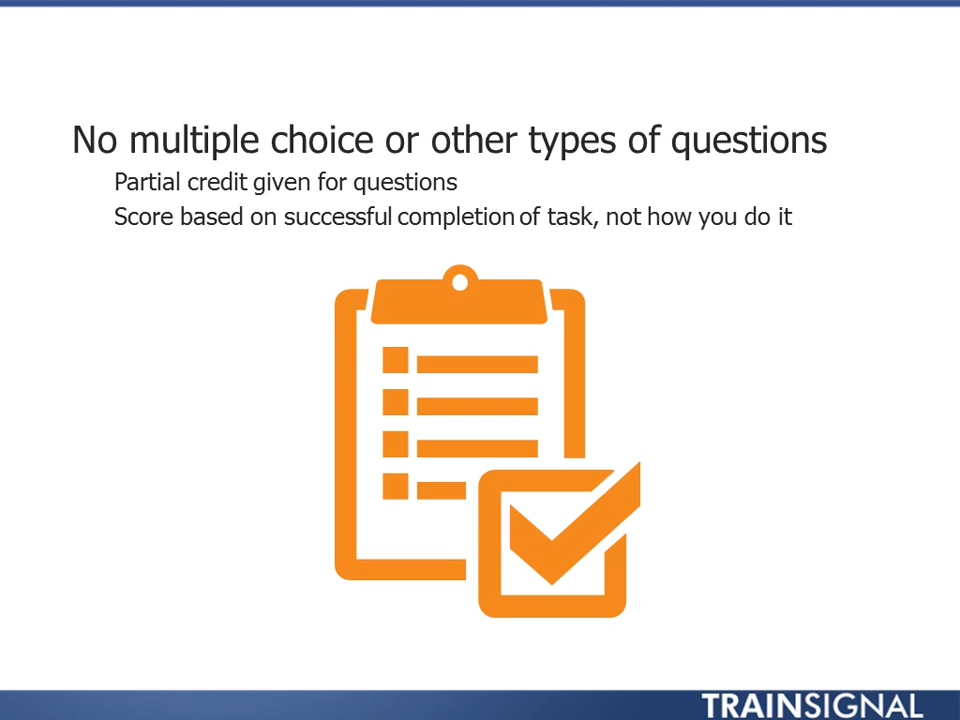 No multiple choice or other types of questions
Partial credit given for questions
Score based on successful completion of task, not how you do it
TRAINSIGNAL